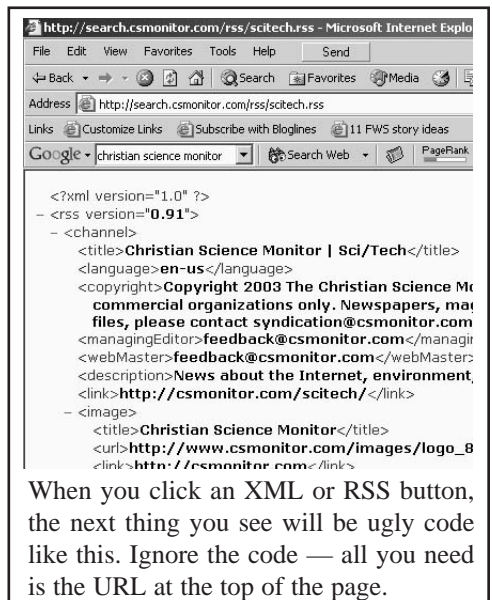 http://search.csmonitor.com/rss/scitech.rss - Microsoft Internet Explo
File Edit View Favorites Tools Help Send
Back Search Favorites Media
Address http://search.csmonitor.com/rss/scitech.rss
Links Customize Links Subscribe with Bloglines 11 FWS story ideas
Google christian science monitor Search Web PageRank
<?xml version="1.0" ?>
– <rss version="0.91">
– <channel>
<title>Christian Science Monitor | Sci/Tech</title>
<language>en-us</language>
<copyright>Copyright 2003 The Christian Science Mo
commercial organizations only. Newspapers, mag
files, please contact syndication@csmonitor.com
<managingEditor>feedback@csmonitor.com</managin
<webMaster>feedback@csmonitor.com</webMaster>
<description>News about the Internet, environment,
<link>http://csmonitor.com/scitech/</link>
– <image>
<title>Christian Science Monitor</title>
<url>http://www.csmonitor.com/images/logo_8
<link>http://csmonitor.com</link>
When you click an XML or RSS button,
the next thing you see will be ugly code
like this. Ignore the code — all you need
is the URL at the top of the page.